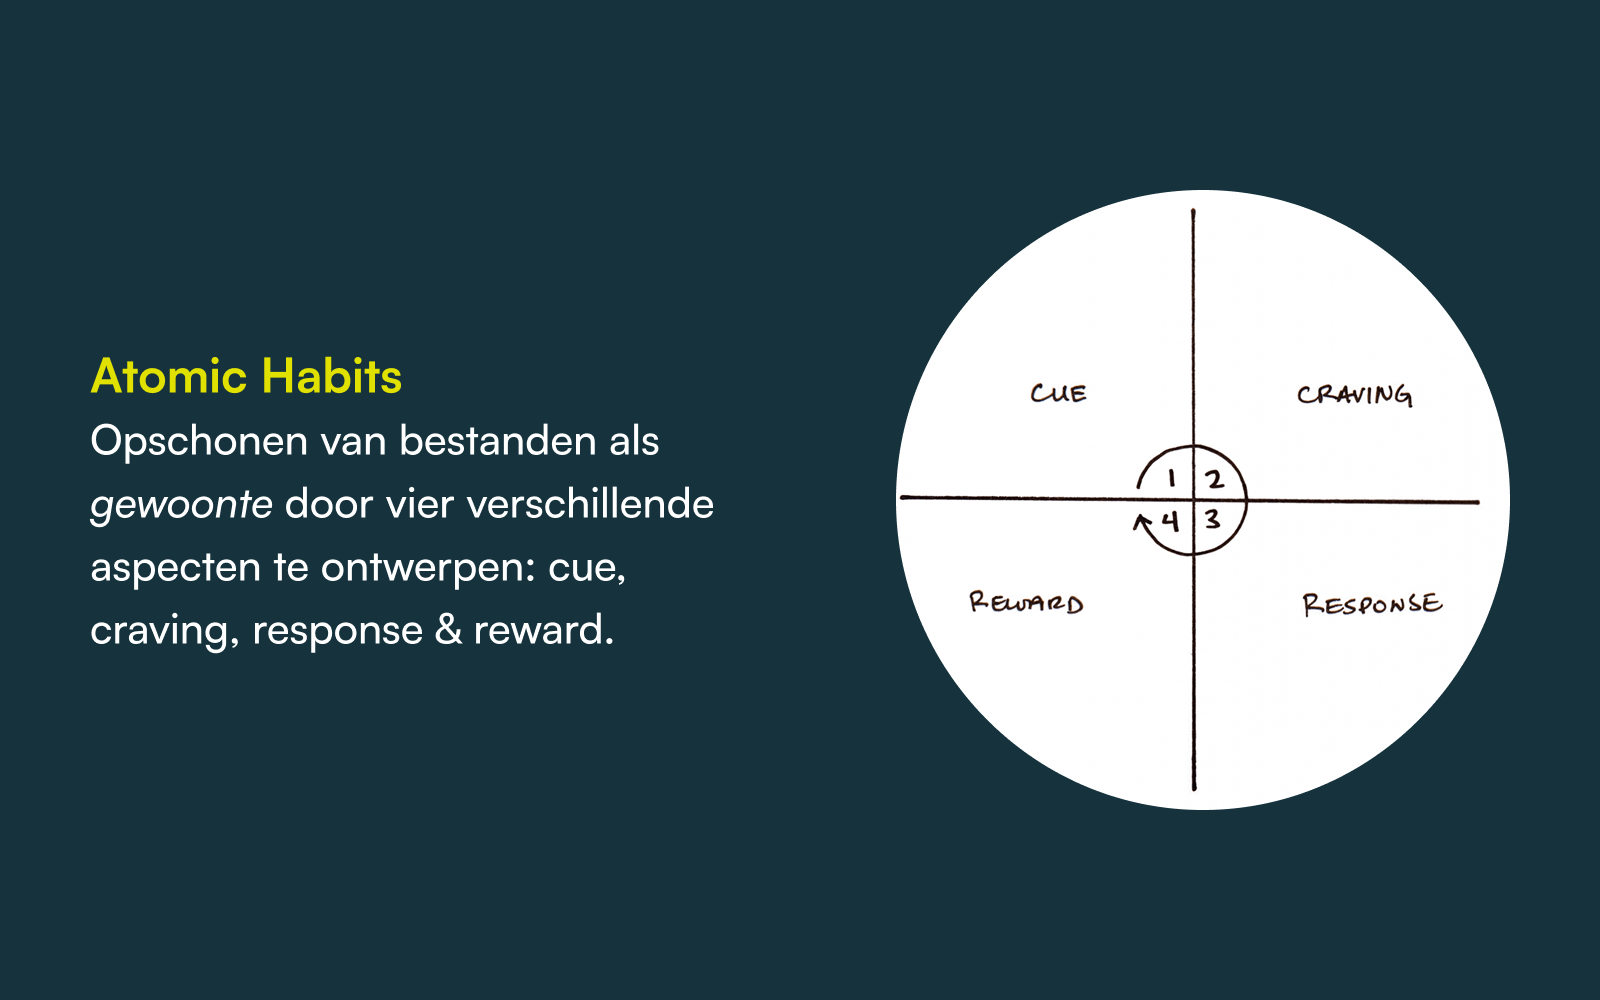 Atomic Habits
Opschonen van bestanden als
gewoonte door vier verschillende
aspecten te ontwerpen: cue,
craving, response & reward.
CUE
CRAVING
1 2
4 3
REWARD
RESPONSE